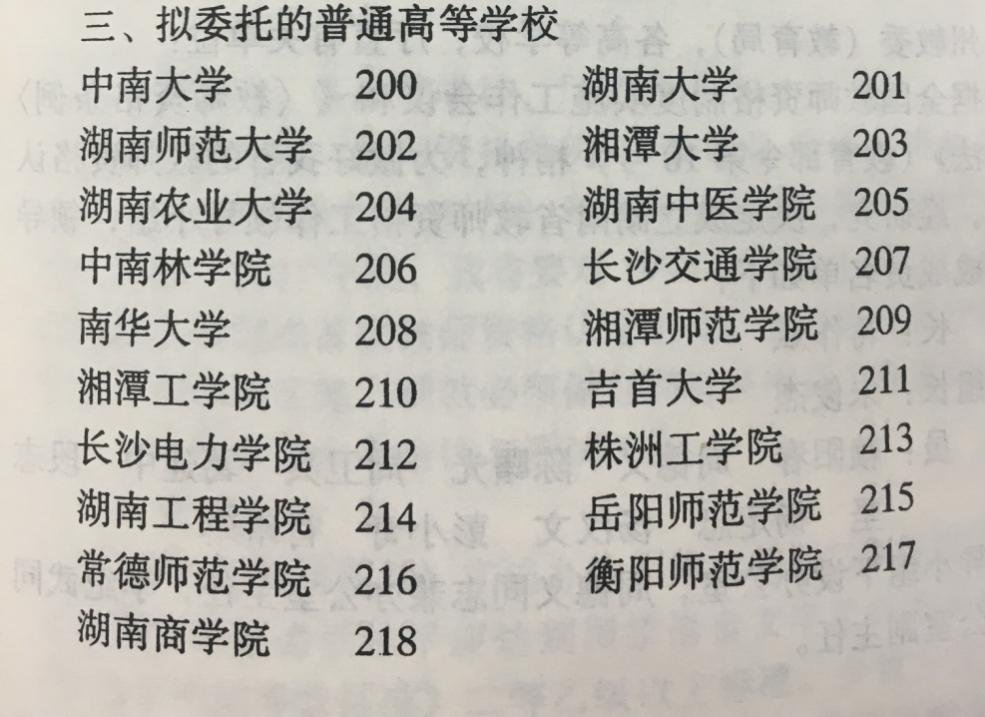 三、拟委托的普通高等学校
中南大学 200 湖南大学 201
湖南师范大学 202 湘潭大学 203
湖南农业大学 204 湖南中医学院 205
中南林学院 206 长沙交通学院 207
南华大学 208 湘潭师范学院 209
湘潭工学院 210 吉首大学 211
长沙电力学院 212 株洲工学院 213
湖南工程学院 214 岳阳师范学院 215
常德师范学院 216 衡阳师范学院 217
湖南商学院 218